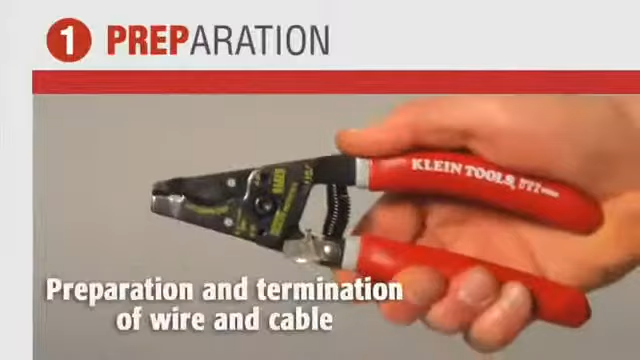 1 PREPARATION
KLEIN TOOLS
Preparation and termination
of wire and cable